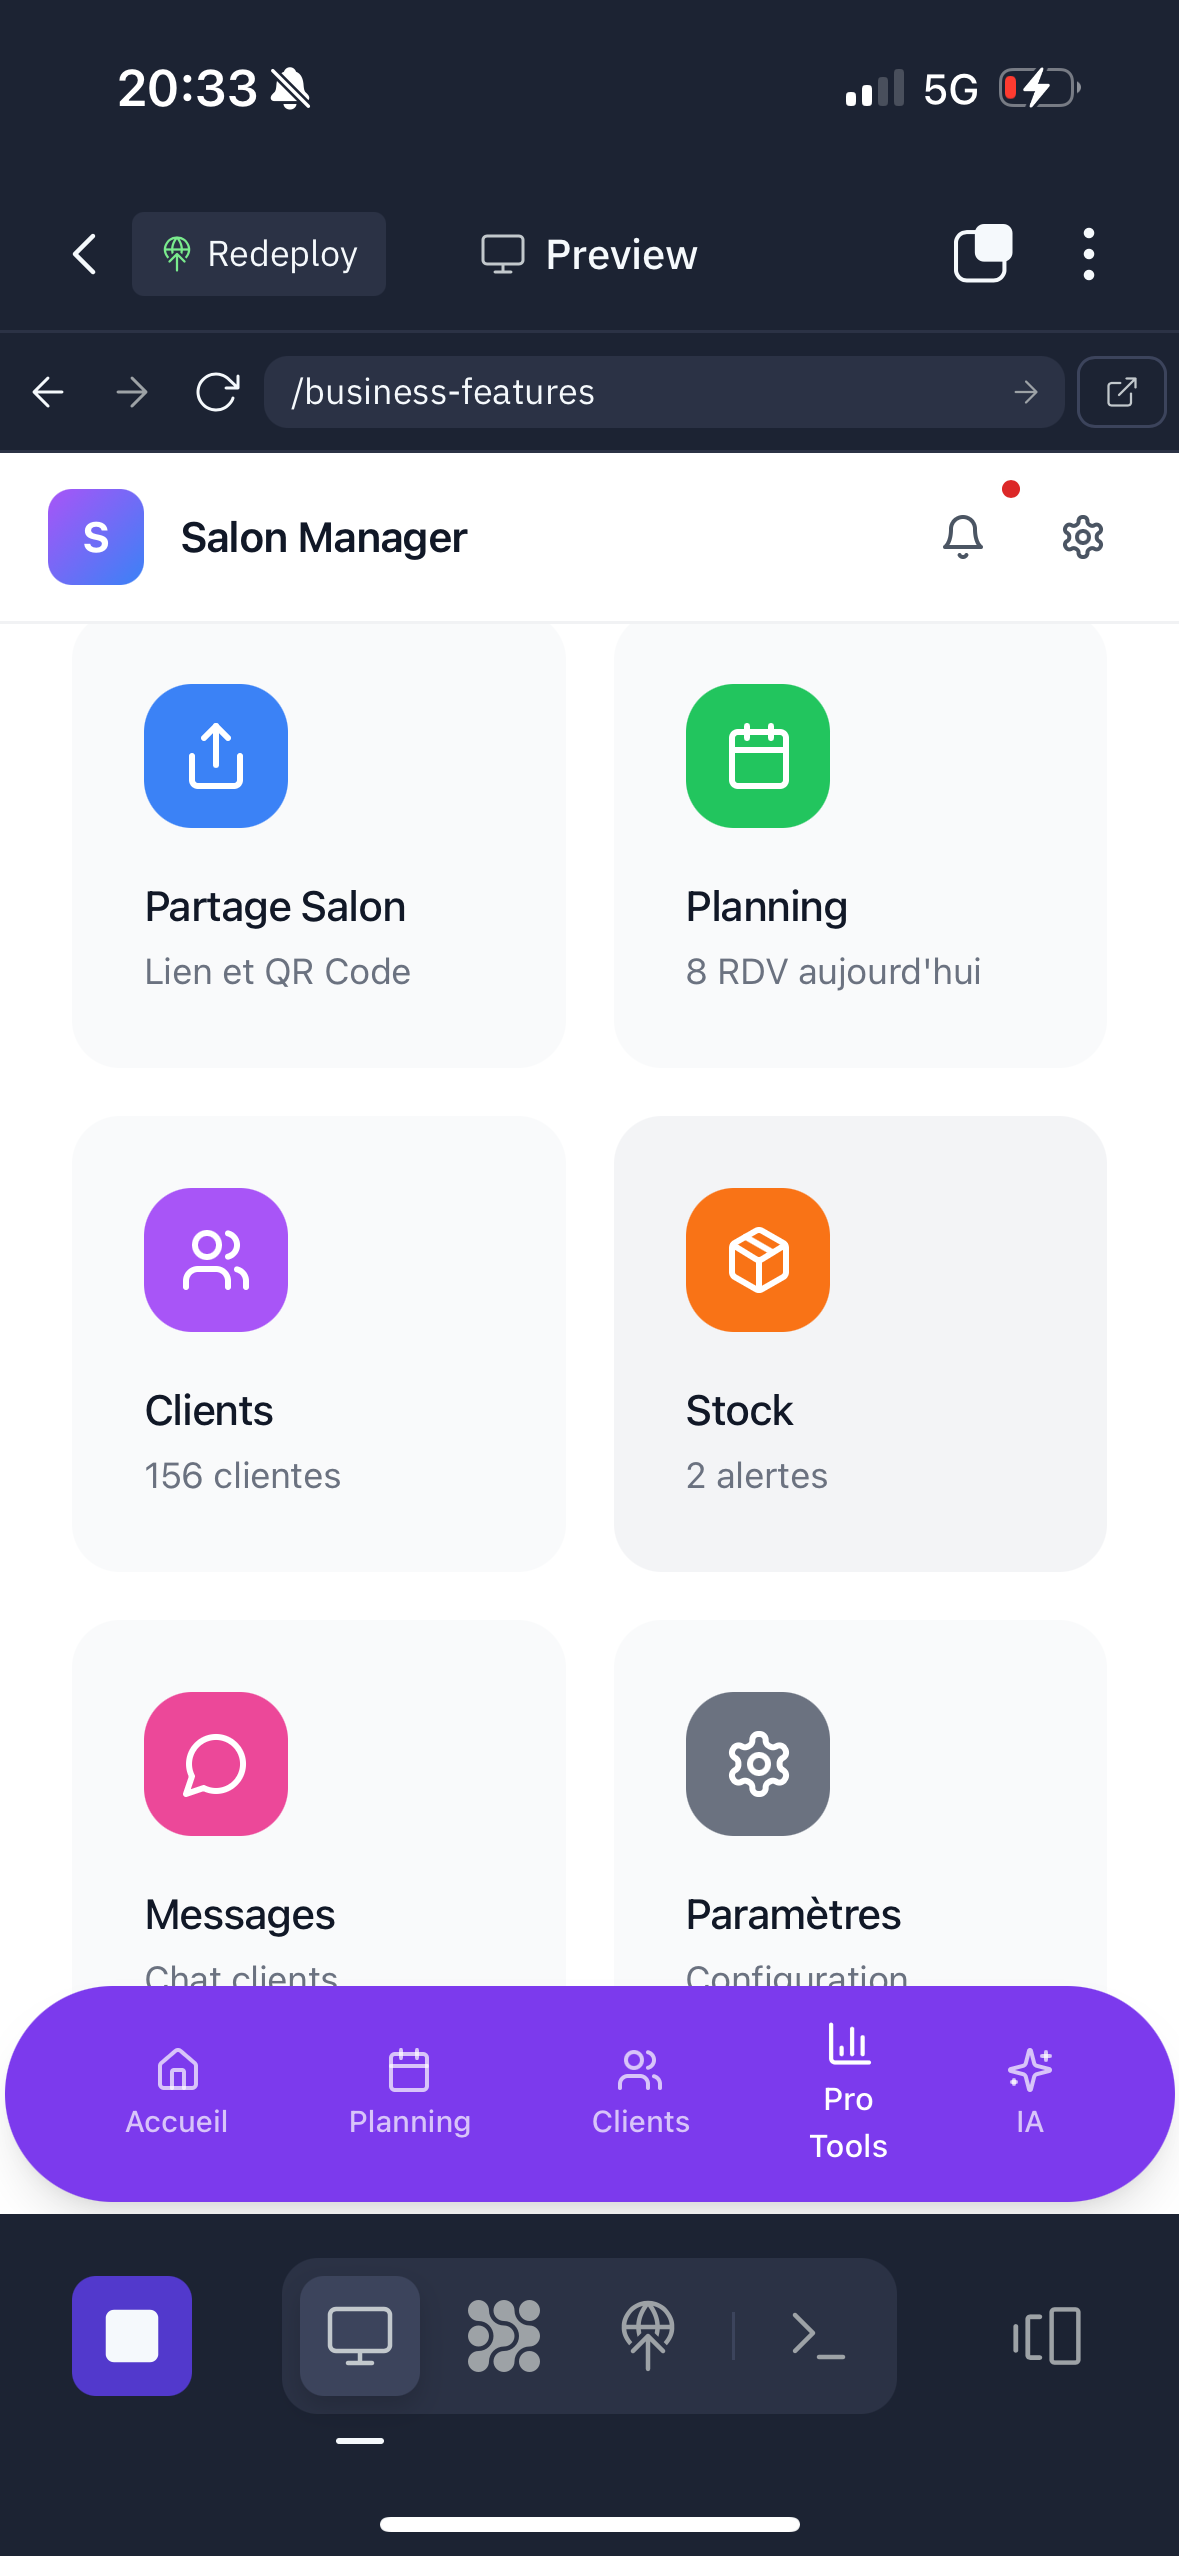 20:33
5G
Redeploy
Preview
/business-features
S
Salon Manager
Partage Salon
Lien et QR Code
Planning
8 RDV aujourd'hui
Clients
156 clientes
Stock
2 alertes
Messages
Chat clients
Paramètres
Configuration
Accueil
Planning
Clients
Pro
Tools
IA